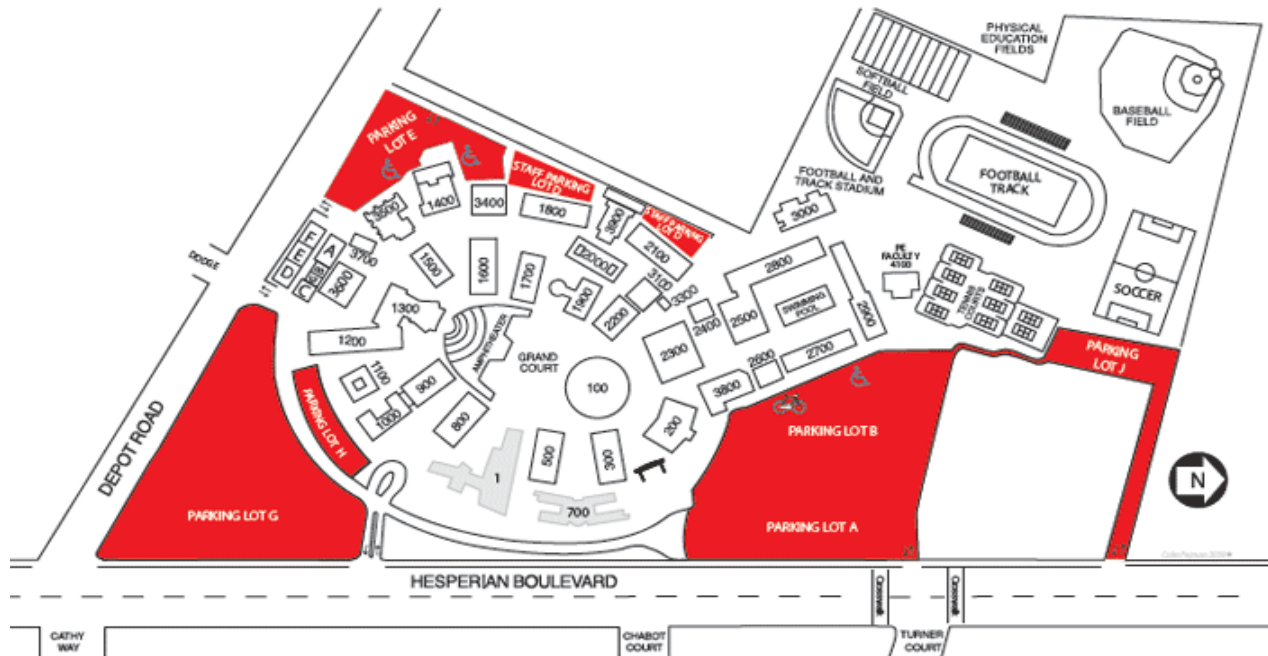 PHYSICAL
EDUCATION
FIELDS
SOFTBALL
FIELD
BASEBALL
FIELD
PARKING
LOT E
STAFF PARKING
LOT D
FOOTBALL AND
TRACK STADIUM
FOOTBALL
TRACK
1400
3400
1800
3900
STAFF PARKING
LOT D
3000
3500
2100
FEED
A
B
C
3700
3600
1500
1600
1700
2000
3100
3300
2800
PE
FACULTY
4100
TENNIS
COURTS
SOCCER
DODGE
1300
1900
2200
2400
2500
SWIMMING
POOL
2900
1200
AMPHITHEATER
GRAND
COURT
2300
2600
2700
PARKING
LOT J
1100
900
100
3800
PARKING LOT H
1000
800
200
PARKING LOT B
DEPOT ROAD
500
300
1
N
700
PARKING LOT G
PARKING LOT A
HESPERIAN BOULEVARD
Crosswalk
Crosswalk
CATHY
WAY
CHABOT
COURT
TURNER
COURT